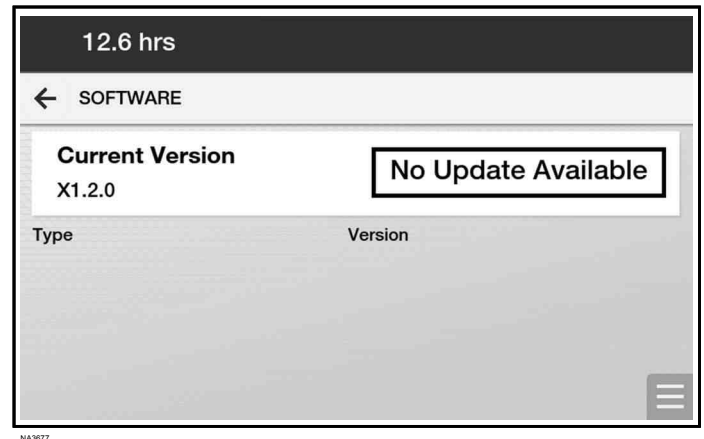 12.6 hrs
← SOFTWARE
Current Version
X1.2.0
No Update Available
Type Version
NA3677